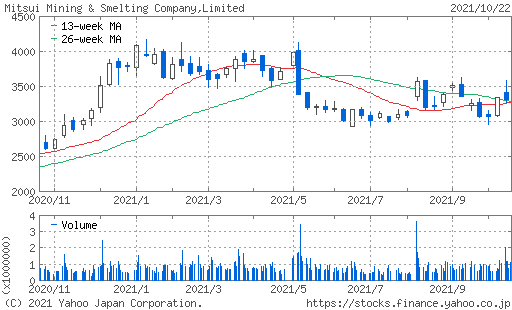 Mitsui Mining & Smelting Company,Limited 2021/10/22
4500
13-week MA
26-week MA
4000
3500
3000
2500
2000
2020/11 2021/1 2021/3 2021/5 2021/7 2021/9
4
Volume
3
2
1
0
(x1000000)
2020/11 2021/1 2021/3 2021/5 2021/7 2021/9
(C) 2021 Yahoo Japan Corporation. https://stocks.finance.yahoo.co.jp/